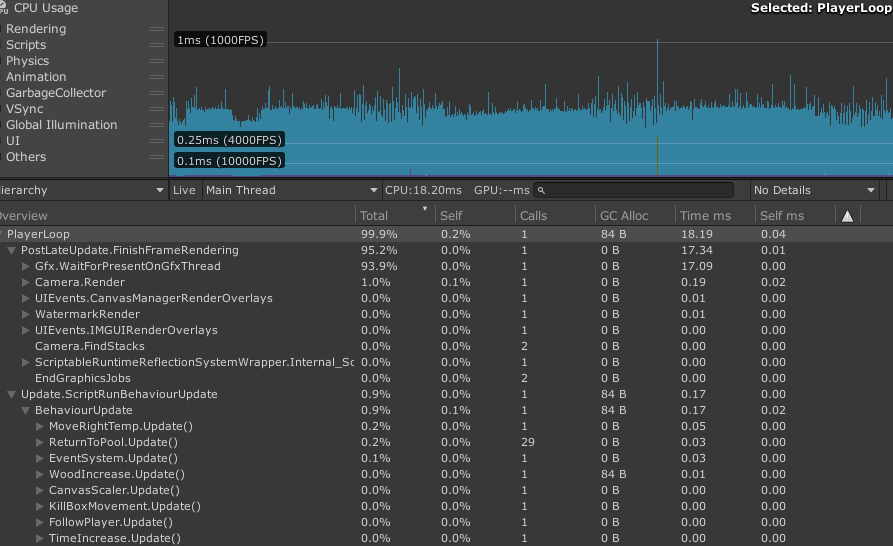 CPU Usage
Selected: PlayerLoop
Rendering
Scripts
Physics
Animation
GarbageCollector
VSync
Global Illumination
UI
Others
1ms (1000FPS)
0.25ms (4000FPS)
0.1ms (10000FPS)
ierarchy Live Main Thread CPU:18.20ms GPU:--ms No Details
Overview Total Self Calls GC Alloc Time ms Self ms
PlayerLoop 99.9% 0.2% 1 84 B 18.19 0.04
PostLateUpdate.FinishFrameRendering 95.2% 0.0% 1 0 B 17.34 0.01
Gfx.WaitForPresentOnGfxThread 93.9% 0.0% 1 0 B 17.09 0.00
Camera.Render 1.0% 0.1% 1 0 B 0.19 0.02
UIEvents.CanvasManagerRenderOverlays 0.0% 0.0% 1 0 B 0.01 0.00
WatermarkRender 0.0% 0.0% 1 0 B 0.01 0.00
UIEvents.IMGUIRenderOverlays 0.0% 0.0% 1 0 B 0.00 0.00
Camera.FindStacks 0.0% 0.0% 2 0 B 0.00 0.00
ScriptableRuntimeReflectionSystemWrapper.Internal_Sc 0.0% 0.0% 1 0 B 0.00 0.00
EndGraphicsJobs 0.0% 0.0% 2 0 B 0.00 0.00
Update.ScriptRunBehaviourUpdate 0.9% 0.0% 1 84 B 0.17 0.00
BehaviourUpdate 0.9% 0.1% 1 84 B 0.17 0.02
MoveRightTemp.Update() 0.2% 0.0% 1 0 B 0.05 0.00
ReturnToPool.Update() 0.2% 0.0% 29 0 B 0.03 0.00
EventSystem.Update() 0.1% 0.0% 1 0 B 0.03 0.00
WoodIncrease.Update() 0.0% 0.0% 1 84 B 0.01 0.00
CanvasScaler.Update() 0.0% 0.0% 1 0 B 0.00 0.00
KillBoxMovement.Update() 0.0% 0.0% 1 0 B 0.00 0.00
FollowPlayer.Update() 0.0% 0.0% 1 0 B 0.00 0.00
TimeIncrease.Update() 0.0% 0.0% 1 0 B 0.00 0.00